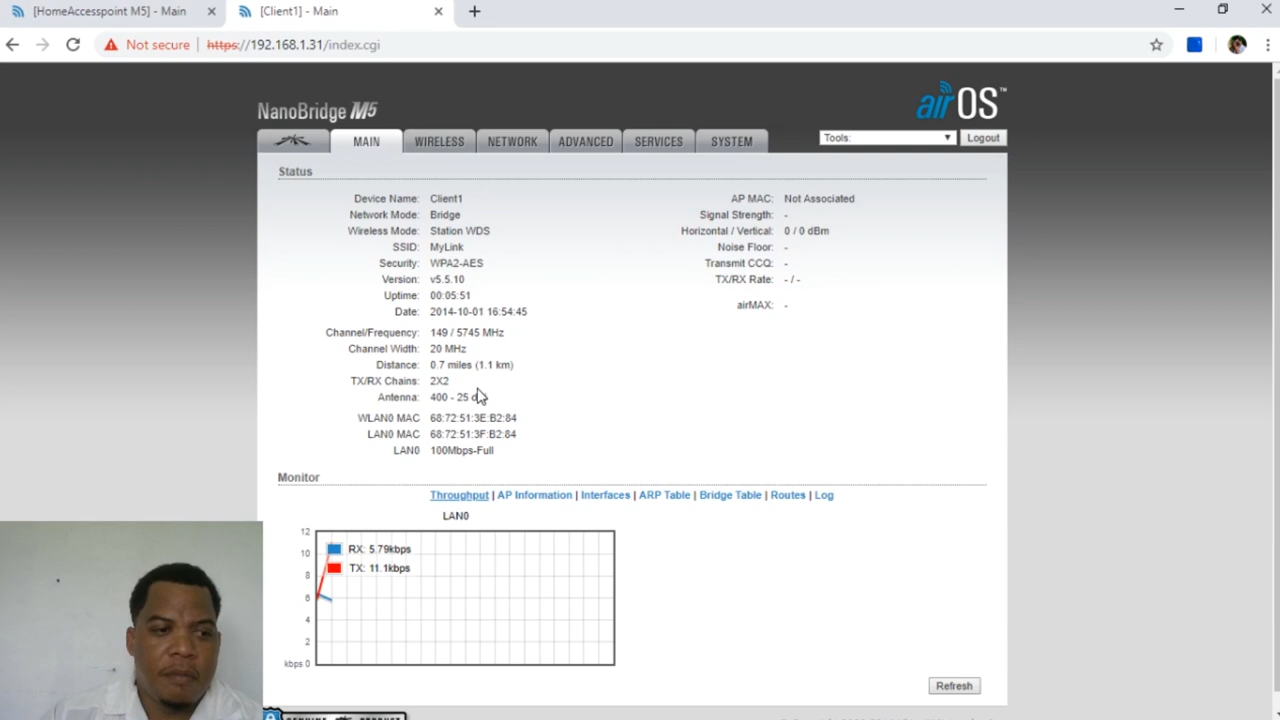 [HomeAccesspoint M5] - Main
[Client1] - Main
Not secure https://192.168.1.31/index.cgi
NanoBridge M5
airOS™
MAIN WIRELESS NETWORK ADVANCED SERVICES SYSTEM Tools: Logout
Status
Device Name: Client1
Network Mode: Bridge
Wireless Mode: Station WDS
SSID: MyLink
Security: WPA2-AES
Version: v5.5.10
Uptime: 00:05:51
Date: 2014-10-01 16:54:45
Channel/Frequency: 149 / 5745 MHz
Channel Width: 20 MHz
Distance: 0.7 miles (1.1 km)
TX/RX Chains: 2X2
Antenna: 400 - 25
WLAN0 MAC 68:72:51:3E:B2:84
LAN0 MAC 68:72:51:3F:B2:84
LAN0 100Mbps-Full
AP MAC: Not Associated
Signal Strength: -
Horizontal / Vertical: 0 / 0 dBm
Noise Floor: -
Transmit CCQ: -
TX/RX Rate: - / -
airMAX: -
Monitor
Throughput | AP Information | Interfaces | ARP Table | Bridge Table | Routes | Log
LAN0
12
10
8
6
4
2
kbps 0
RX: 5.79kbps
TX: 11.1kbps
Refresh